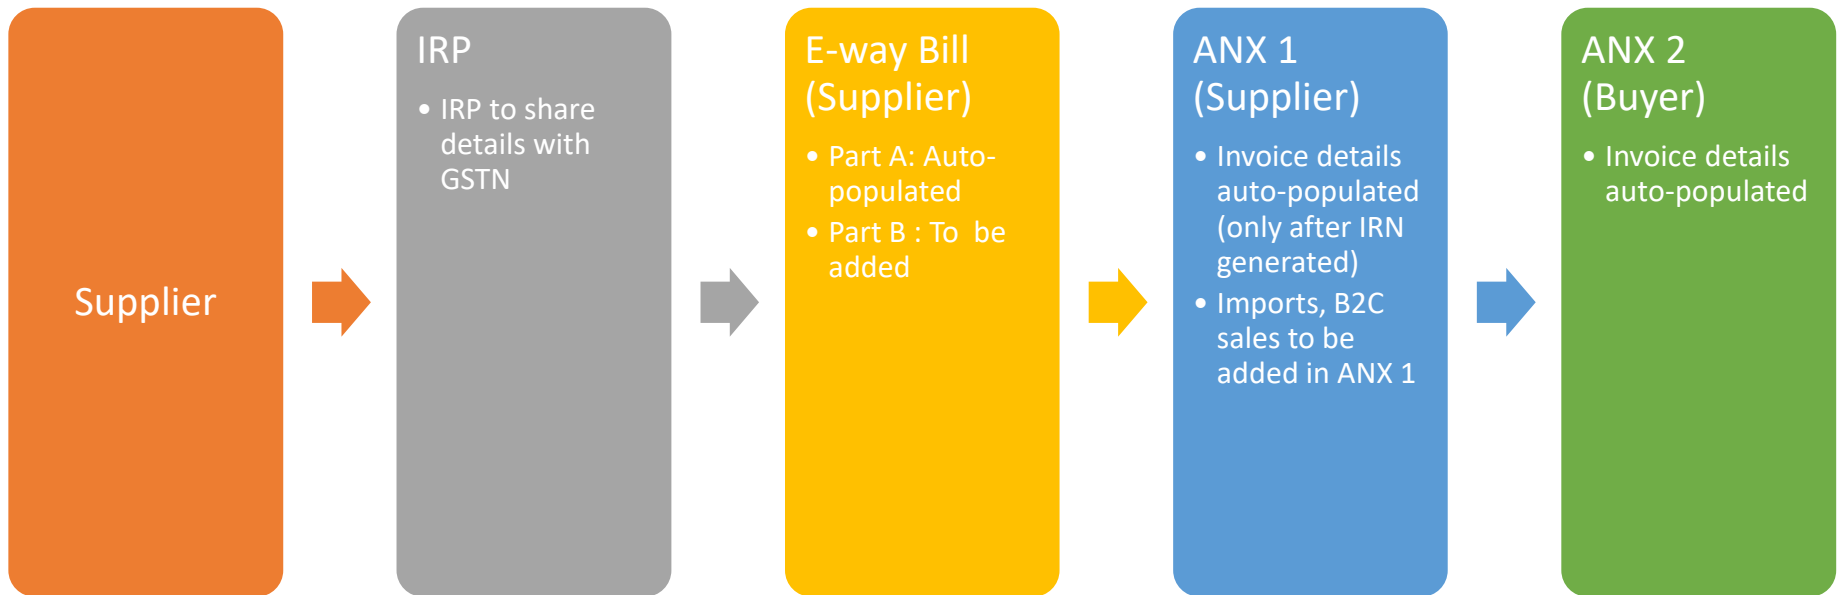 Supplier
IRP
• IRP to share
details with
GSTN
E-way Bill
(Supplier)
• Part A: Auto-
populated
• Part B : To be
added
ANX 1
(Supplier)
• Invoice details
auto-populated
(only after IRN
generated)
• Imports, B2C
sales to be
added in ANX 1
ANX 2
(Buyer)
• Invoice details
auto-populated